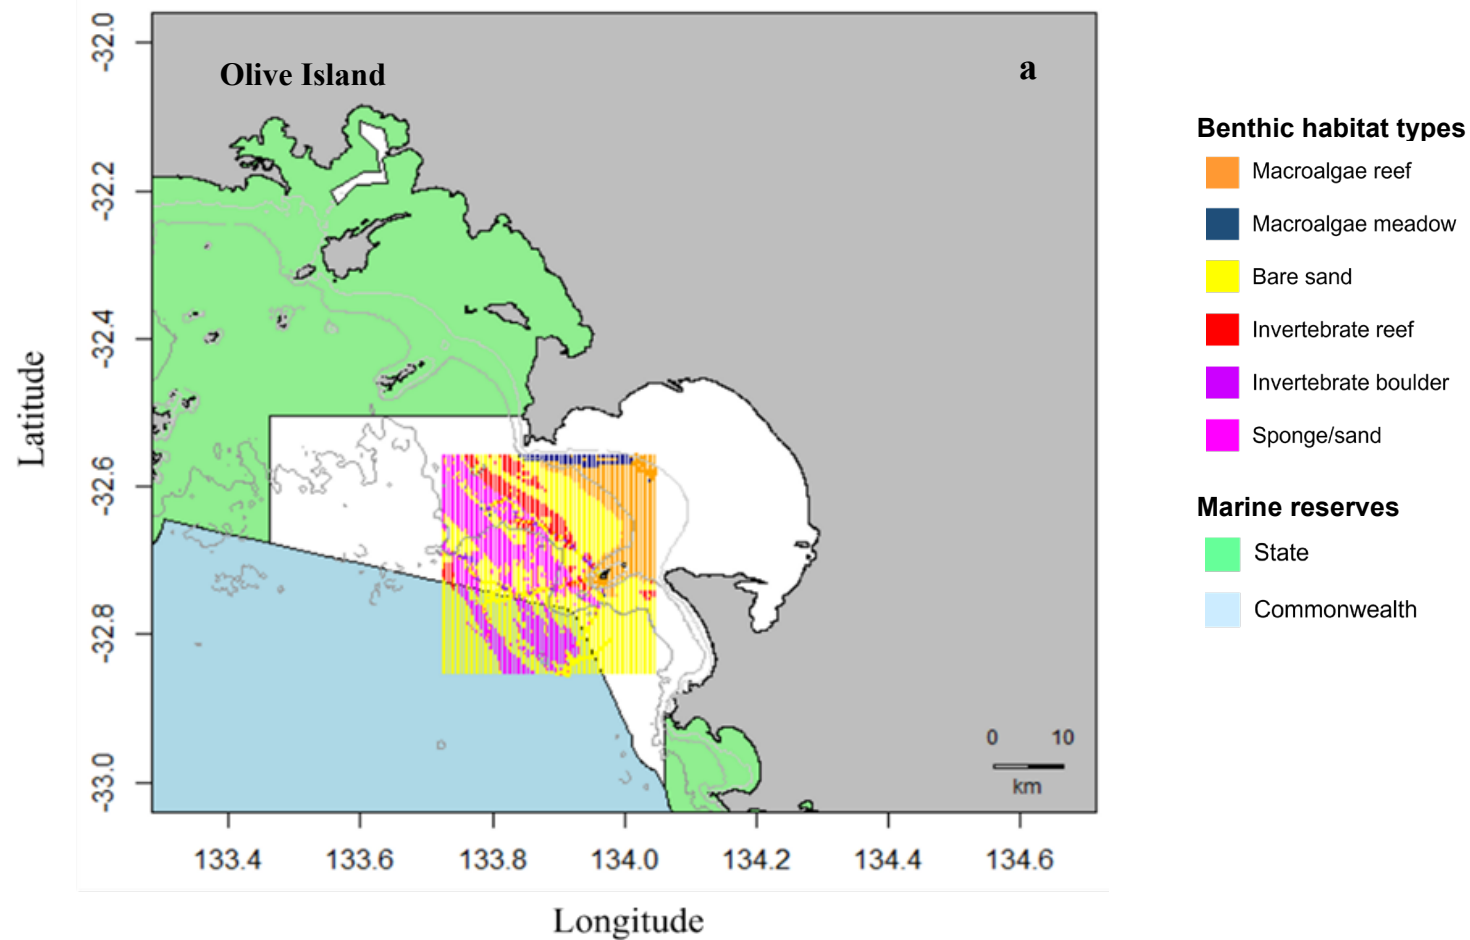 Olive Island
a
Latitude
-32.0
-32.2
-32.4
-32.6
-32.8
-33.0
0 10
km
133.4 133.6 133.8 134.0 134.2 134.4 134.6
Longitude
Benthic habitat types
Macroalgae reef
Macroalgae meadow
Bare sand
Invertebrate reef
Invertebrate boulder
Sponge/sand
Marine reserves
State
Commonwealth